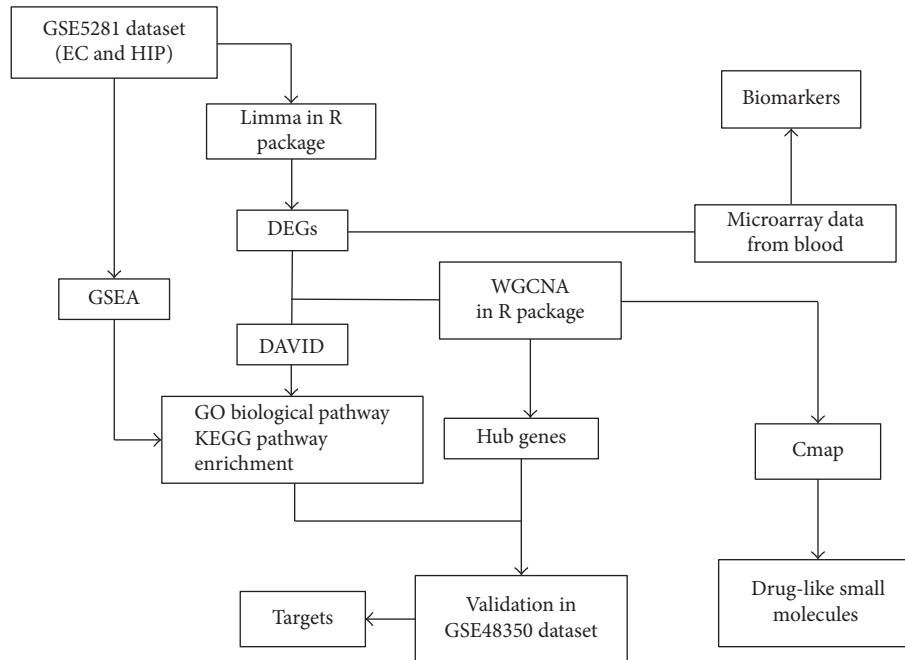 GSE5281 dataset
(EC and HIP)
Limma in R
package
Biomarkers
DEGs
Microarray data
from blood
GSEA
WGCNA
in R package
DAVID
GO biological pathway
KEGG pathway
enrichment
Hub genes
Cmap
Targets
Validation in
GSE48350 dataset
Drug-like small
molecules